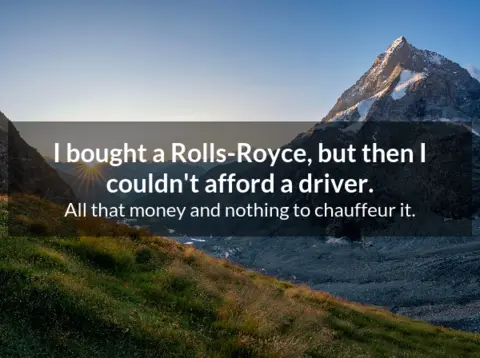 I bought a Rolls-Royce, but then I
couldn't afford a driver.
All that money and nothing to chauffeur it.